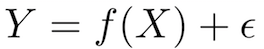 Y = f(X) + ϵ